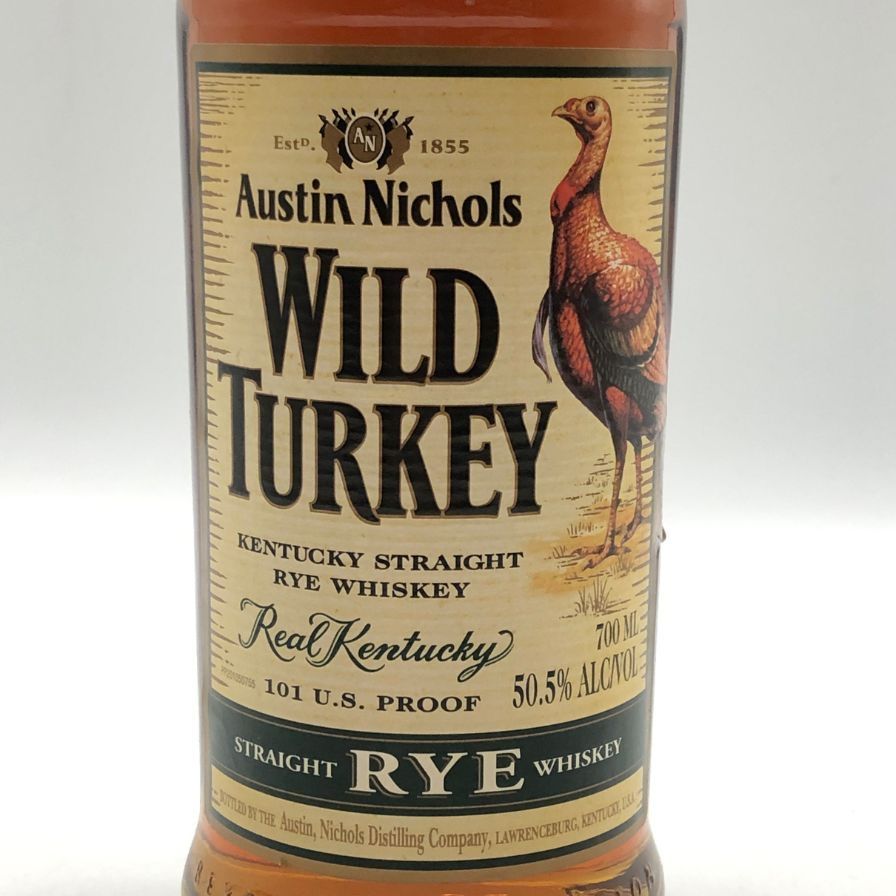 AN
Estᴅ. 1855
Austin Nichols
WILD
TURKEY
KENTUCKY STRAIGHT
RYE WHISKEY
Real Kentucky
700 ML
101 U.S. PROOF
50.5% ALC/VOL
STRAIGHT RYE WHISKEY
BOTTLED BY THE Austin, Nichols Distilling Company, LAWRENCEBURG, KENTUCKY, U.S.A.